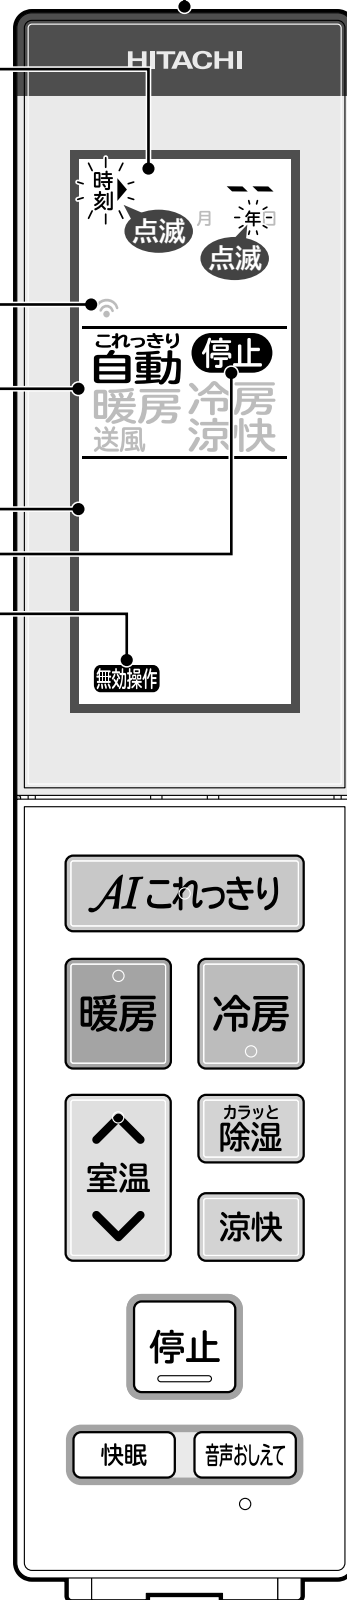 HITACHI
時刻
点滅
月
年日
点滅
これっきり
自動 停止
暖房 冷房
送風 涼快
無効操作
AIこれっきり
暖房
冷房
室温
カラッと
除湿
涼快
停止
快眠
音声おしえて